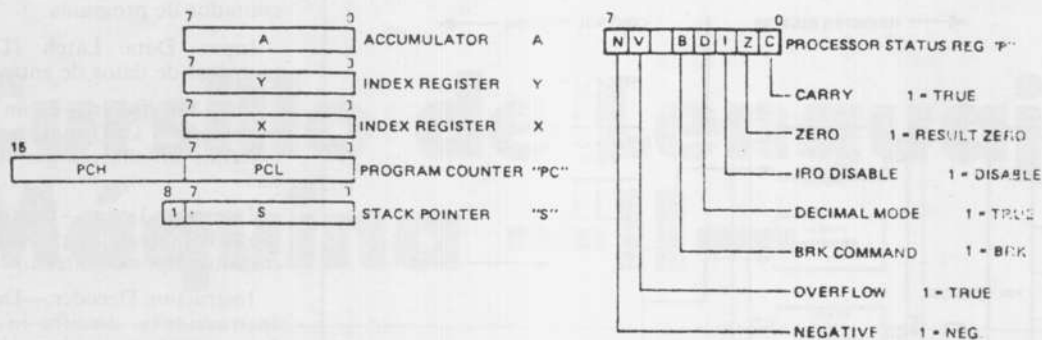 7 0
A ACCUMULATOR A
7 0
Y INDEX REGISTER Y
7 0
X INDEX REGISTER X
15 7 0
PCH PCL PROGRAM COUNTER "PC"
8 7 0
1 S STACK POINTER "S"
7 0
N V B D I Z C PROCESSOR STATUS REG "P"
CARRY 1 = TRUE
ZERO 1 = RESULT ZERO
IRQ DISABLE 1 = DISABLE
DECIMAL MODE 1 = TRUE
BRK COMMAND 1 = BRK
OVERFLOW 1 = TRUE
NEGATIVE 1 = NEG.